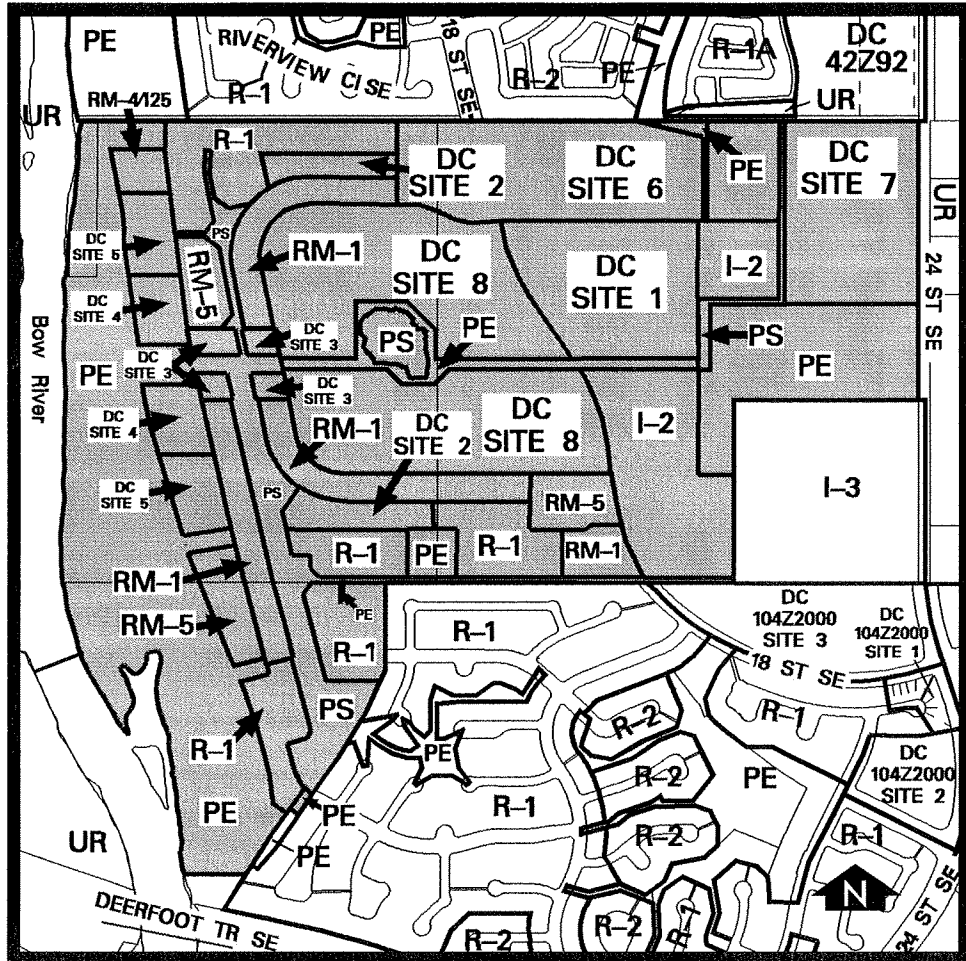 PE
RIVERVIEW CL SE
PE
18 ST SE
R-1
R-2
PE
R-1A
DC
42Z92
UR
UR
RM-4/125
R-1
DC
SITE 2
DC
SITE 6
PE
DC
SITE 7
UR
24 ST SE
PS
DC
SITE 5
RM-5
RM-1
DC
SITE 8
DC
SITE 1
I-2
DC
SITE 4
DC
SITE 3
PS
PE
PS
PE
Bow River
PE
DC
SITE 3
DC
SITE 3
DC
SITE 4
RM-1
DC
SITE 2
DC
SITE 8
I-2
I-3
DC
SITE 5
PS
RM-5
R-1
PE
R-1
RM-1
RM-1
RM-5
PE
R-1
R-1
DC
104Z2000
SITE 3
DC
104Z2000
SITE 1
18 ST SE
R-1
PS
PE
R-2
R-1
PE
DC
104Z2000
SITE 2
R-2
R-1
R-2
R-1
PE
PE
PE
UR
DEERFOOT TR SE
R-2
R-2
R-1
N
24 ST SE